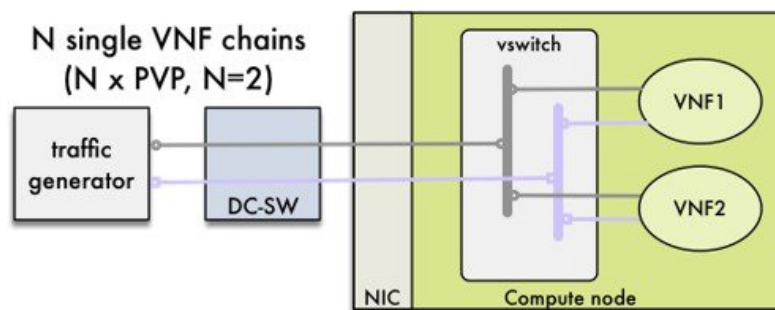 N single VNF chains
(N x PVP, N=2)
vswitch
VNF1
traffic
generator
VNF2
DC-SW
NIC
Compute node